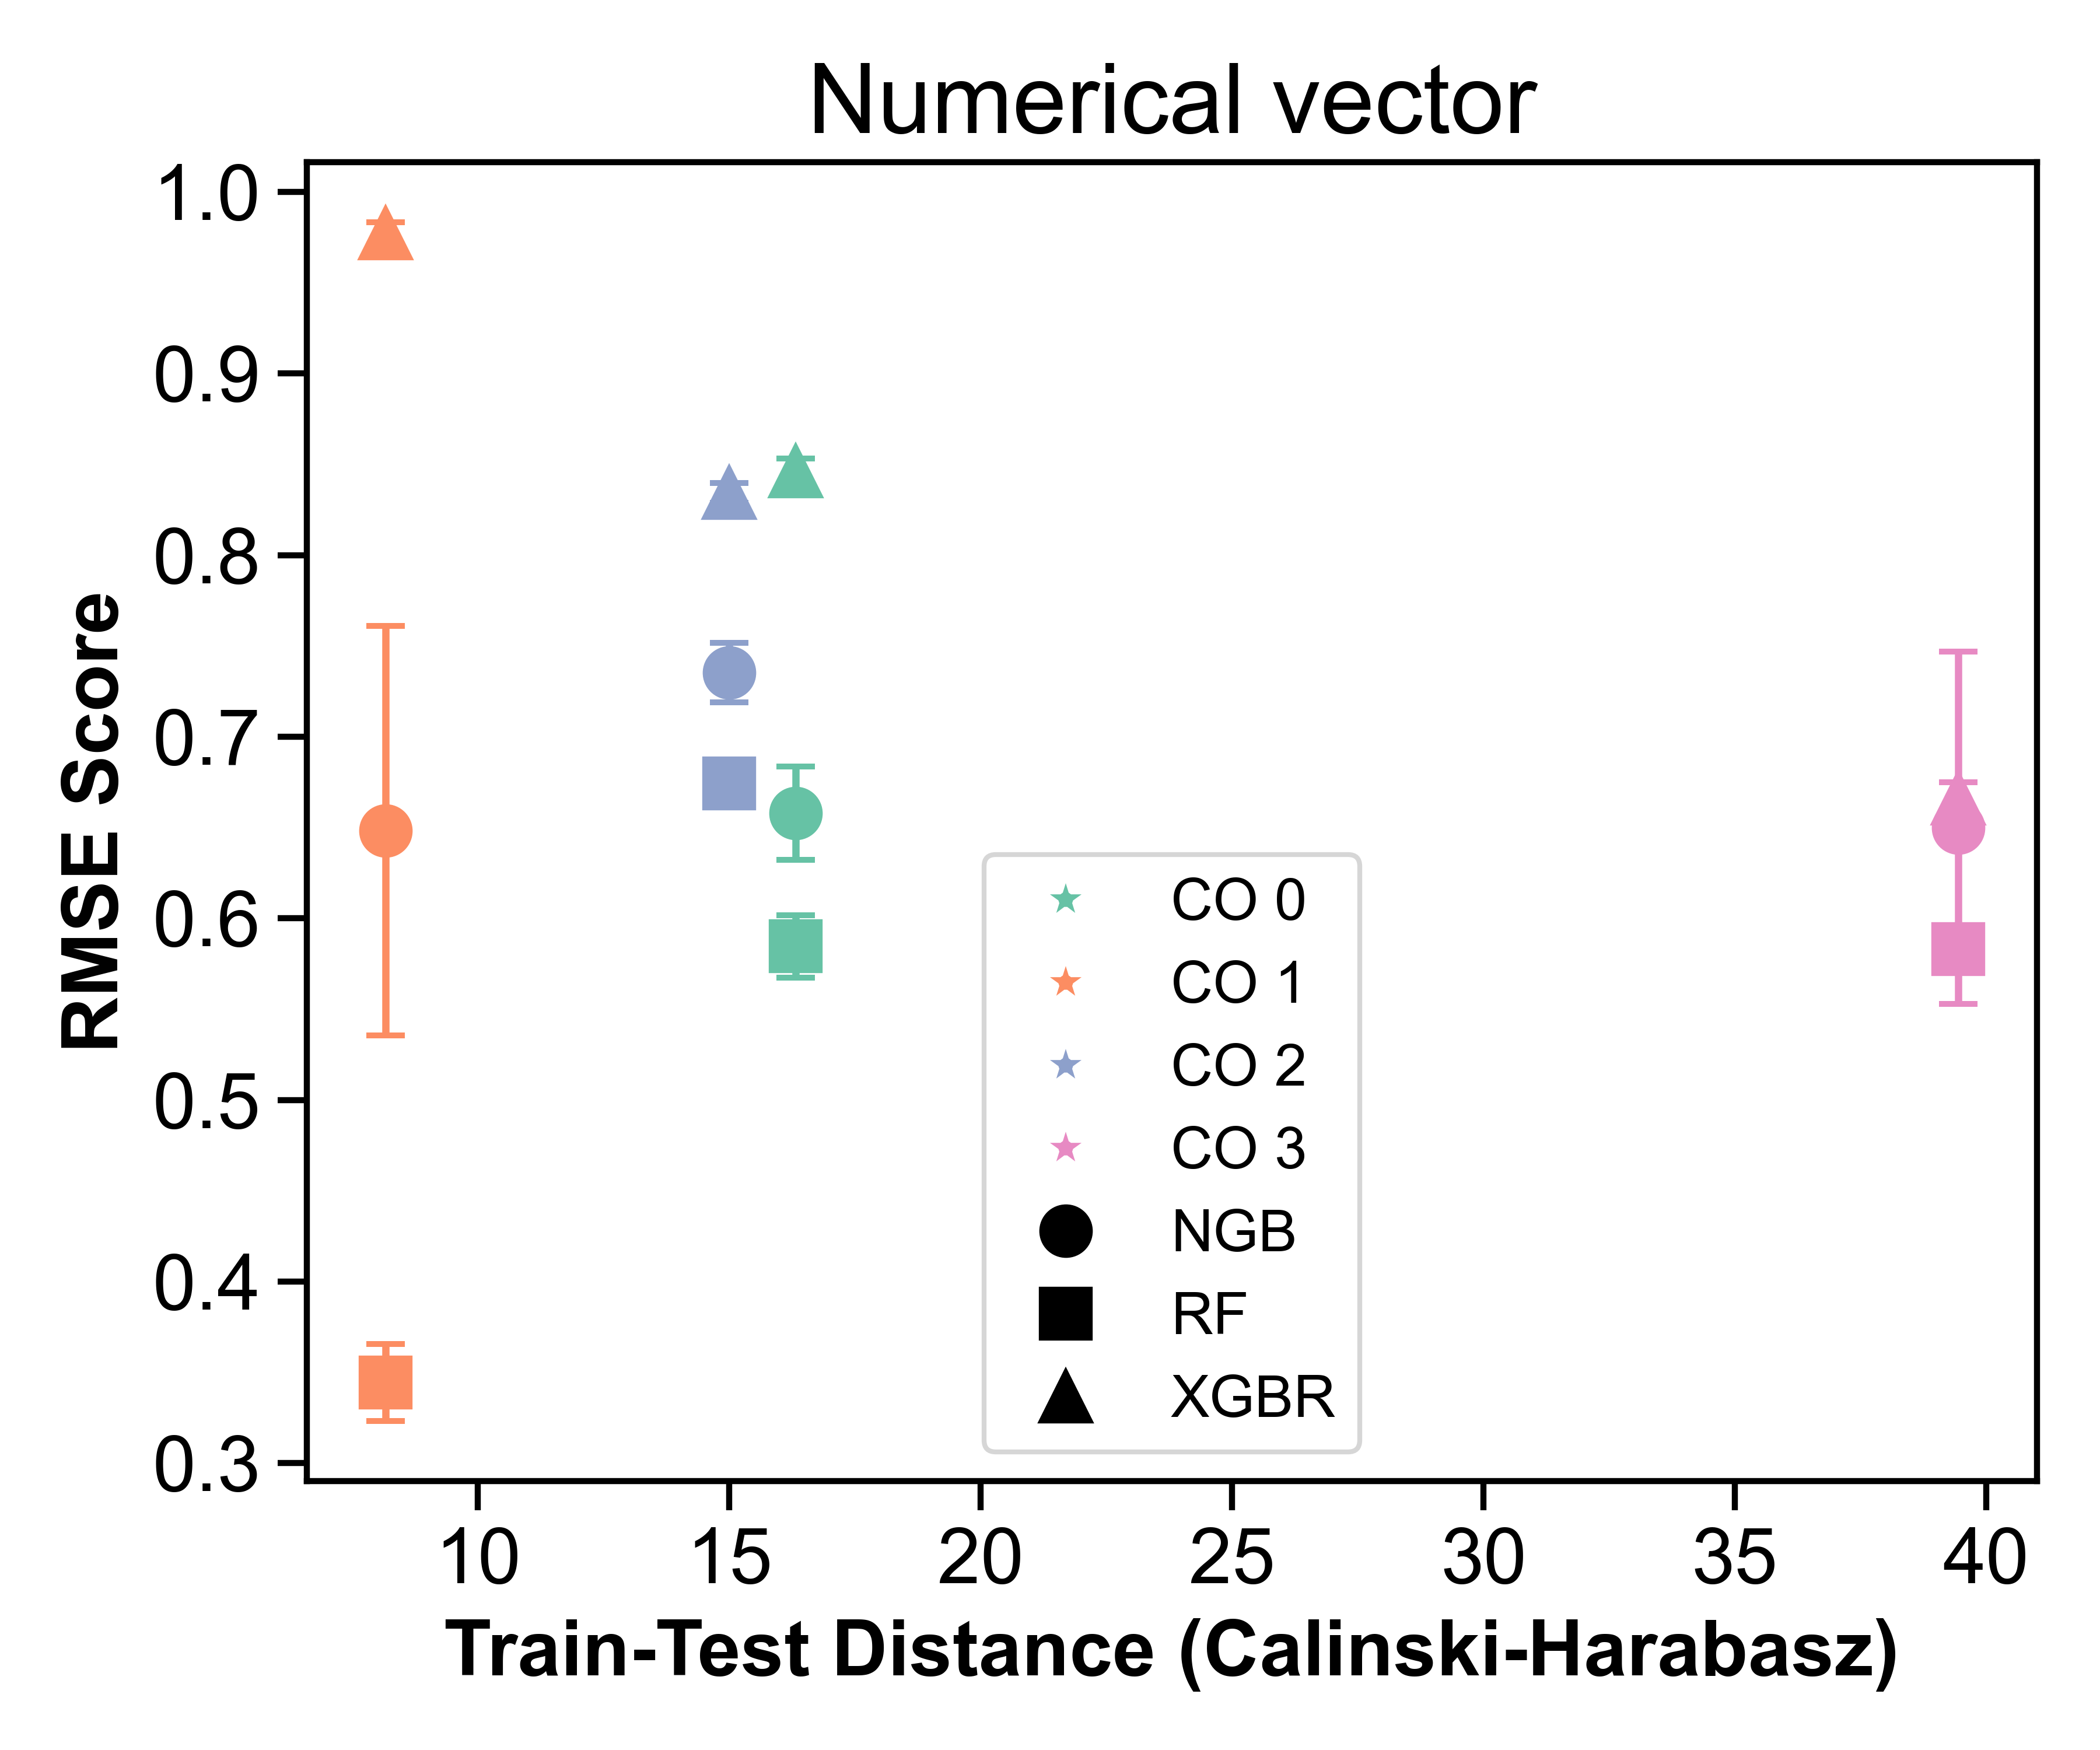 Numerical vector
RMSE Score
1.0
0.9
0.8
0.7
0.6
0.5
0.4
0.3
CO 0
CO 1
CO 2
CO 3
NGB
RF
XGBR
10 15 20 25 30 35 40
Train-Test Distance (Calinski-Harabasz)